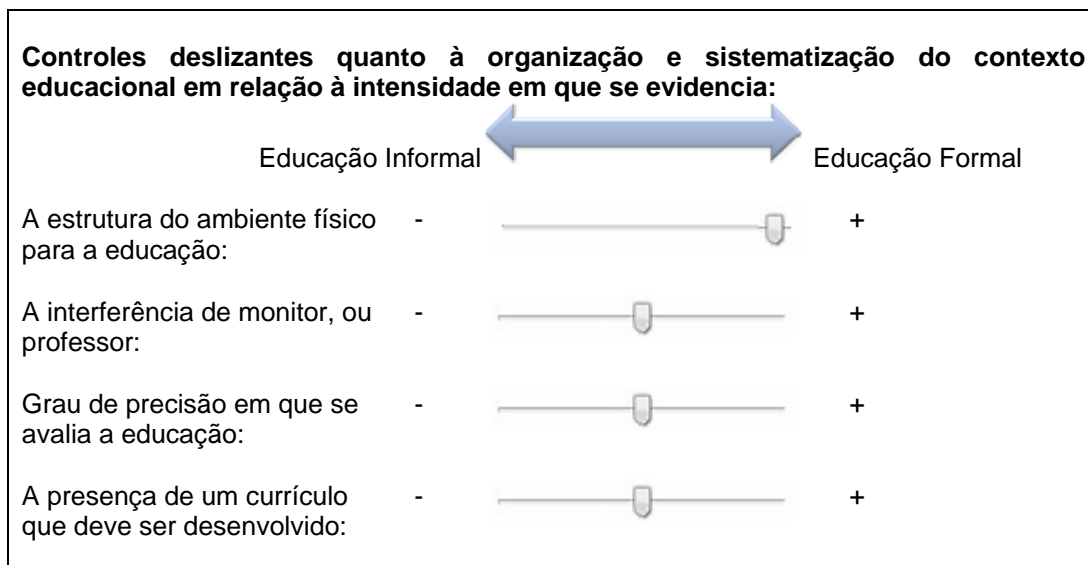 Controles deslizantes quanto à organização e sistematização do contexto
educacional em relação à intensidade em que se evidencia:
Educação Informal Educação Formal
A estrutura do ambiente físico - +
para a educação:
A interferência de monitor, ou - +
professor:
Grau de precisão em que se - +
avalia a educação:
A presença de um currículo - +
que deve ser desenvolvido: